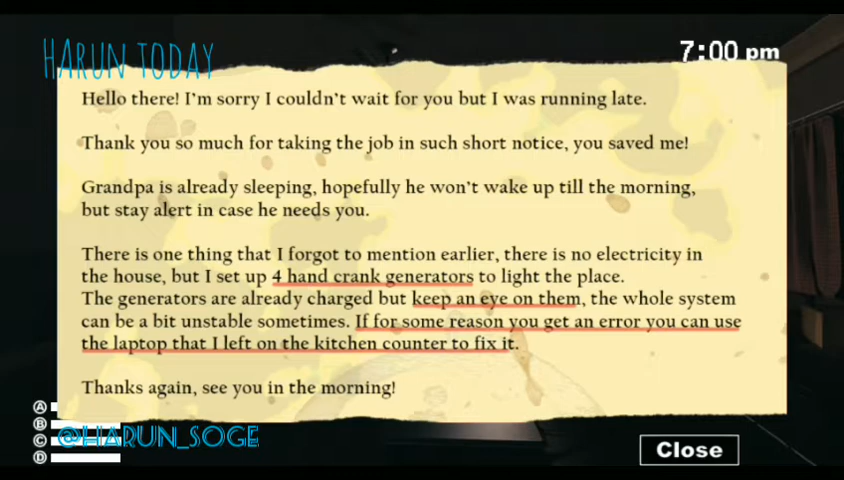 HARUN TODAY
7:00 pm
Hello there! I'm sorry I couldn't wait for you but I was running late.
Thank you so much for taking the job in such short notice, you saved me!
Grandpa is already sleeping, hopefully he won't wake up till the morning,
but stay alert in case he needs you.
There is one thing that I forgot to mention earlier, there is no electricity in
the house, but I set up 4 hand crank generators to light the place.
The generators are already charged but keep an eye on them, the whole system
can be a bit unstable sometimes. If for some reason you get an error you can use
the laptop that I left on the kitchen counter to fix it.
Thanks again, see you in the morning!
A
B
C
D
@HARUN_SOGE
Close